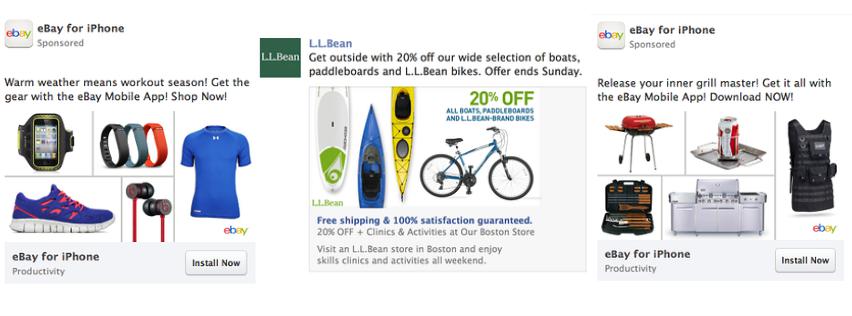 ebay
eBay for iPhone
Sponsored
Warm weather means workout season! Get the
gear with the eBay Mobile App! Shop Now!
ebay
eBay for iPhone
Productivity
Install Now
L.L.Bean
L.L.Bean
Get outside with 20% off our wide selection of boats,
paddleboards and L.L.Bean bikes. Offer ends Sunday.
20% OFF
ALL BOATS, PADDLEBOARDS
AND L.L.BEAN-BRAND BIKES
L.L.Bean
Free shipping & 100% satisfaction guaranteed.
20% OFF + Clinics & Activities at Our Boston Store
Visit an L.L.Bean store in Boston and enjoy
skills clinics and activities all weekend.
ebay
eBay for iPhone
Sponsored
Release your inner grill master! Get it all with
the eBay Mobile App! Download NOW!
ebay
eBay for iPhone
Productivity
Install Now